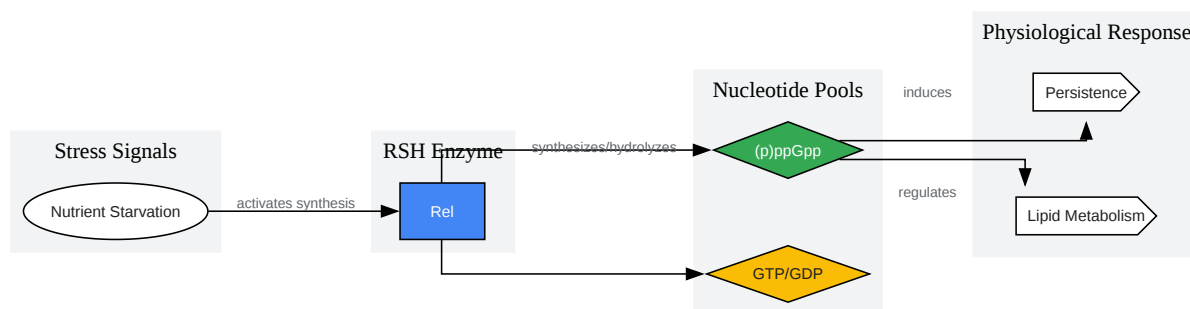 Stress Signals
Nutrient Starvation
activates synthesis
RSH Enzyme
Rel
synthesizes/hydrolyzes
Nucleotide Pools
(p)ppGpp
GTP/GDP
induces
regulates
Physiological Response
Persistence
Lipid Metabolism